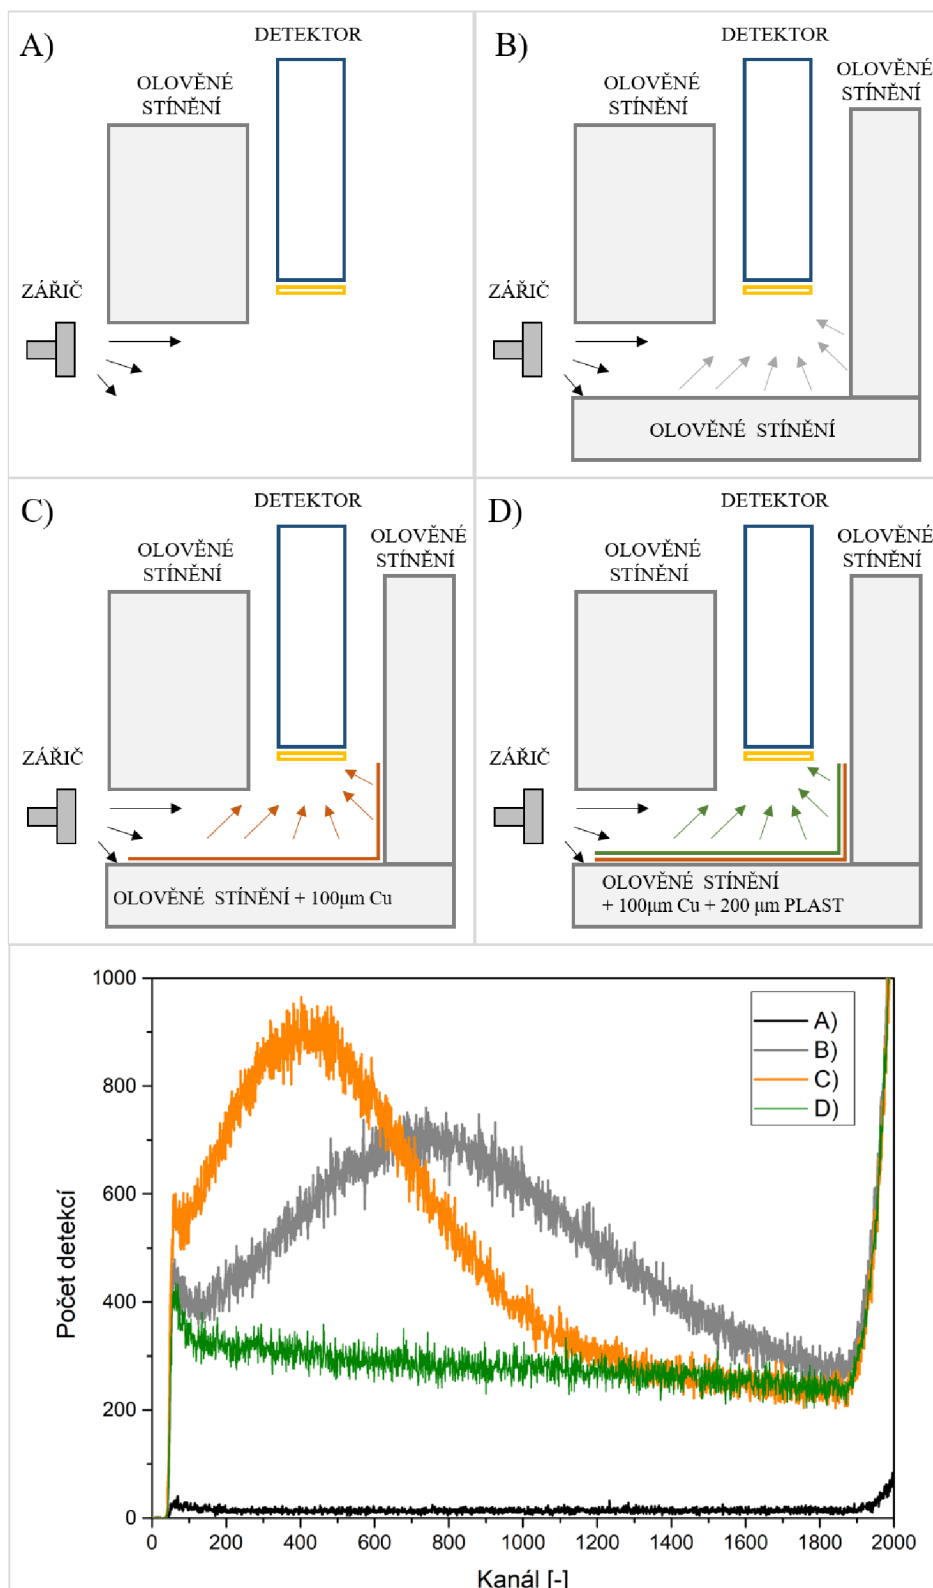 A)
DETEKTOR
OLOVĚNÉ
STÍNĚNÍ
ZÁŘIČ
B)
DETEKTOR
OLOVĚNÉ
STÍNĚNÍ
OLOVĚNÉ
STÍNĚNÍ
ZÁŘIČ
OLOVĚNÉ STÍNĚNÍ
C)
DETEKTOR
OLOVĚNÉ
STÍNĚNÍ
OLOVĚNÉ
STÍNĚNÍ
ZÁŘIČ
OLOVĚNÉ STÍNĚNÍ + 100μm Cu
D)
DETEKTOR
OLOVĚNÉ
STÍNĚNÍ
OLOVĚNÉ
STÍNĚNÍ
ZÁŘIČ
OLOVĚNÉ STÍNĚNÍ
+ 100μm Cu + 200 μm PLAST
1000
800
600
400
200
0
Počet detekcí
A)
B)
C)
D)
0 200 400 600 800 1000 1200 1400 1600 1800 2000
Kanál [-]